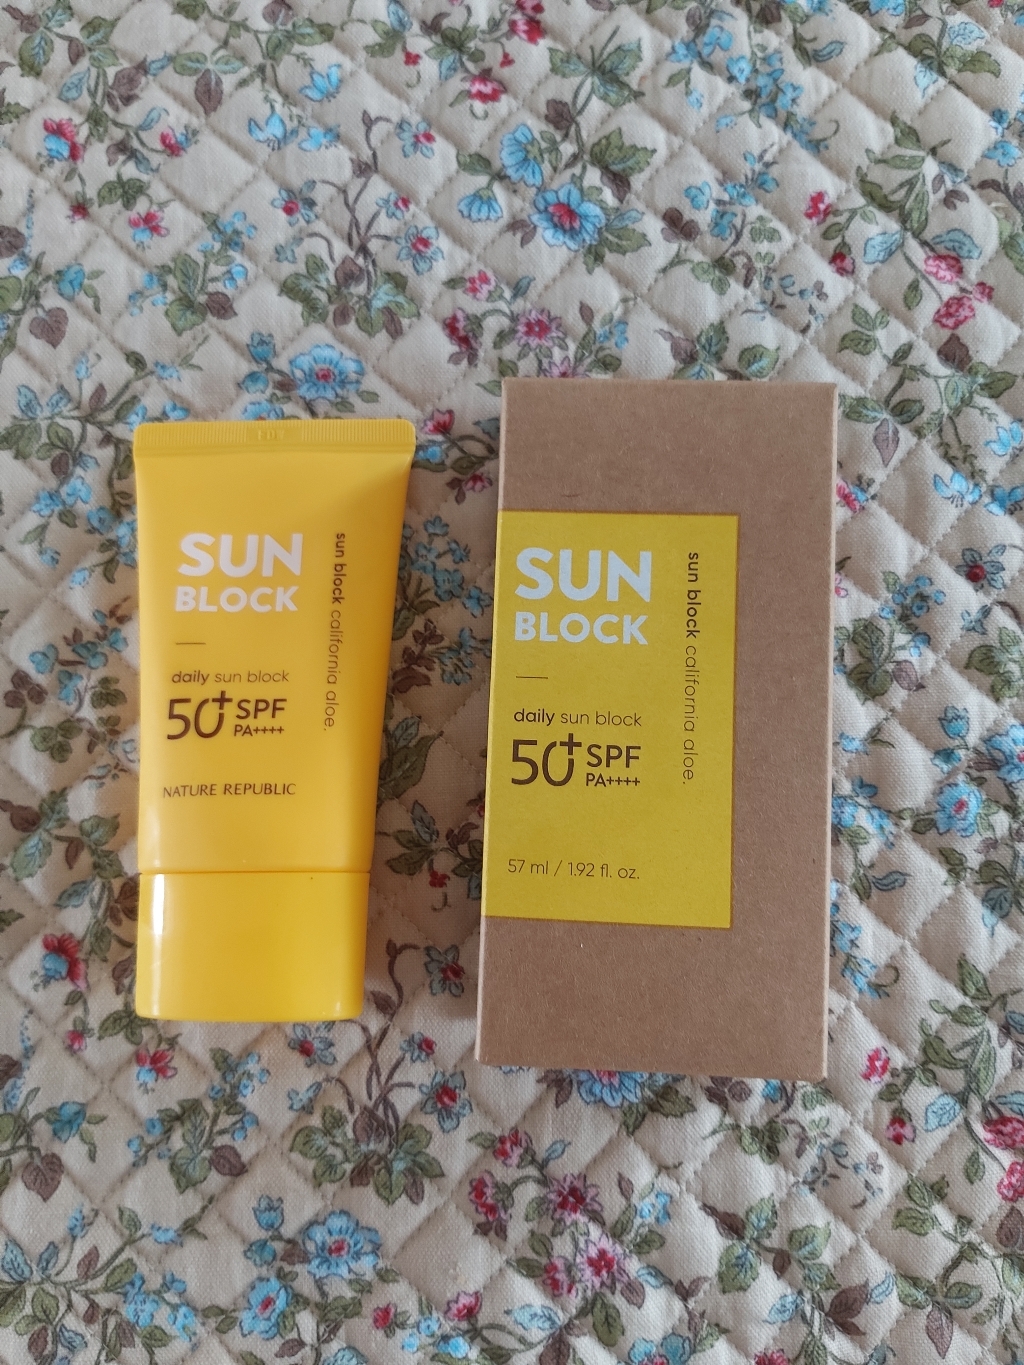 SUN
BLOCK
daily sun block
50+ SPF
PA++++
NATURE REPUBLIC
sun block california aloe.
SUN
BLOCK
daily sun block
50+ SPF
PA++++
57 ml / 1.92 fl. oz.
sun block california aloe.